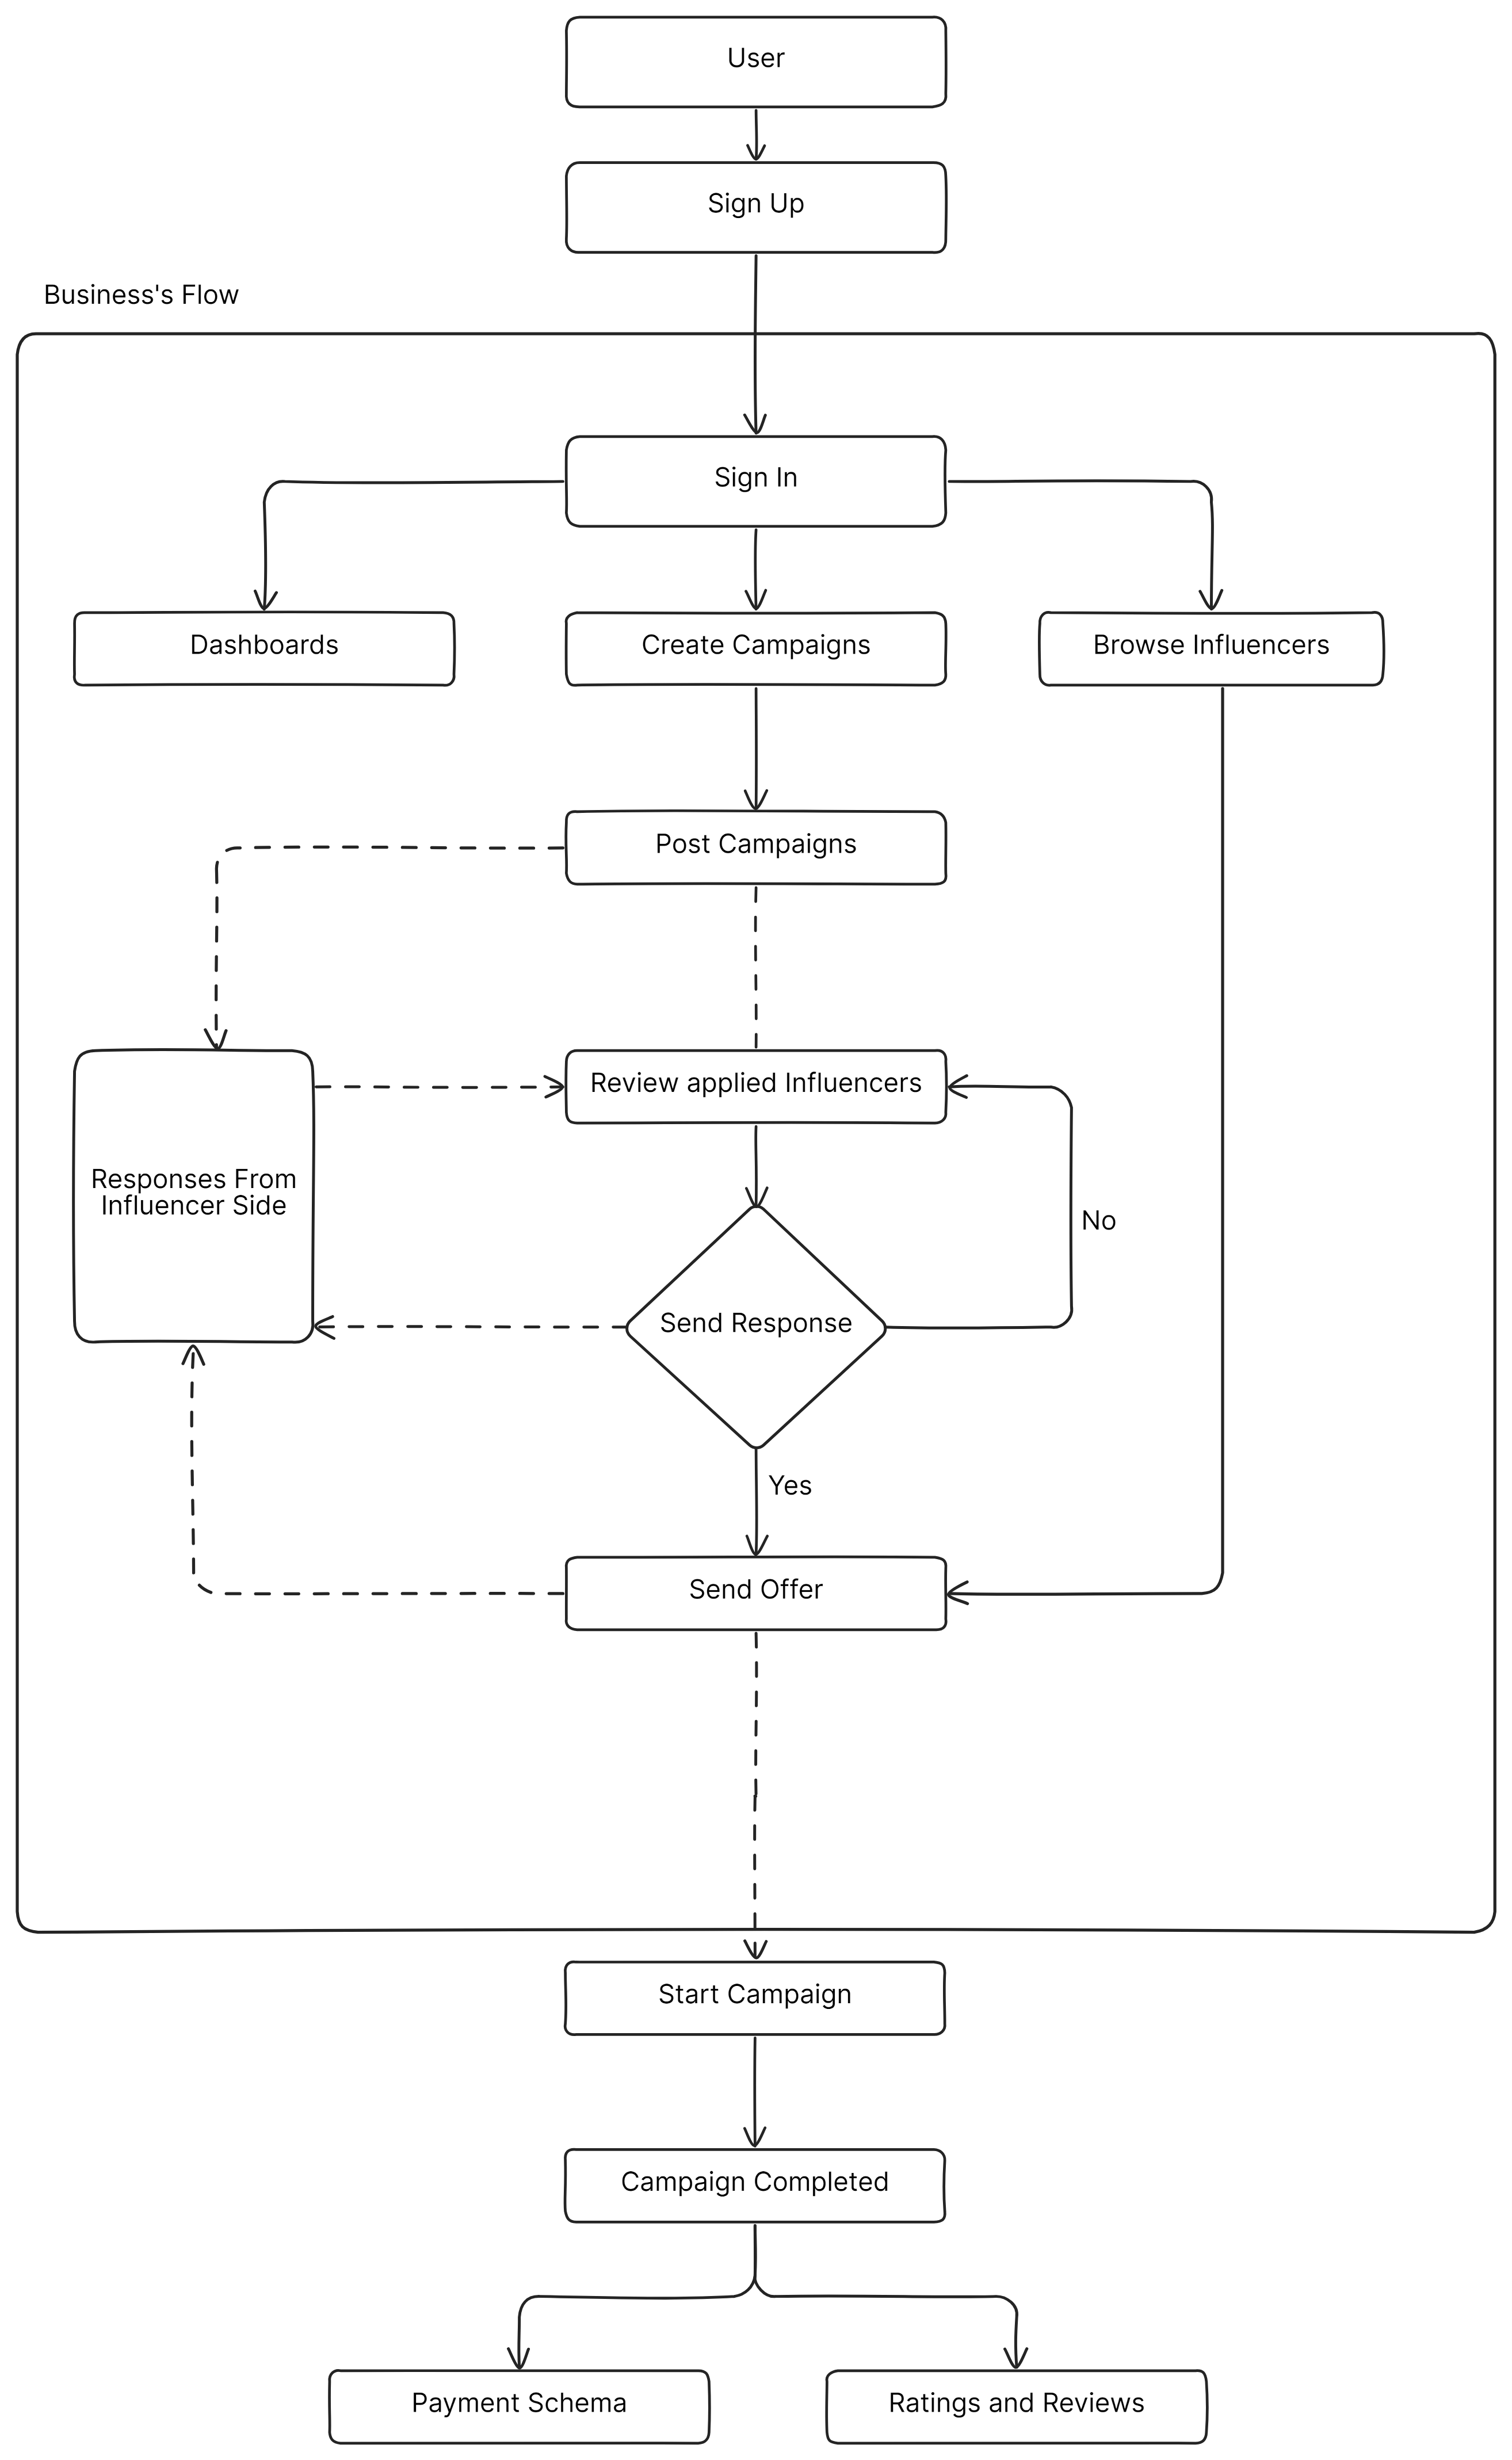 User
Sign Up
Business's Flow
Sign In
Dashboards
Create Campaigns
Browse Influencers
Post Campaigns
Review applied Influencers
Responses From
Influencer Side
No
Send Response
Yes
Send Offer
Start Campaign
Campaign Completed
Payment Schema
Ratings and Reviews